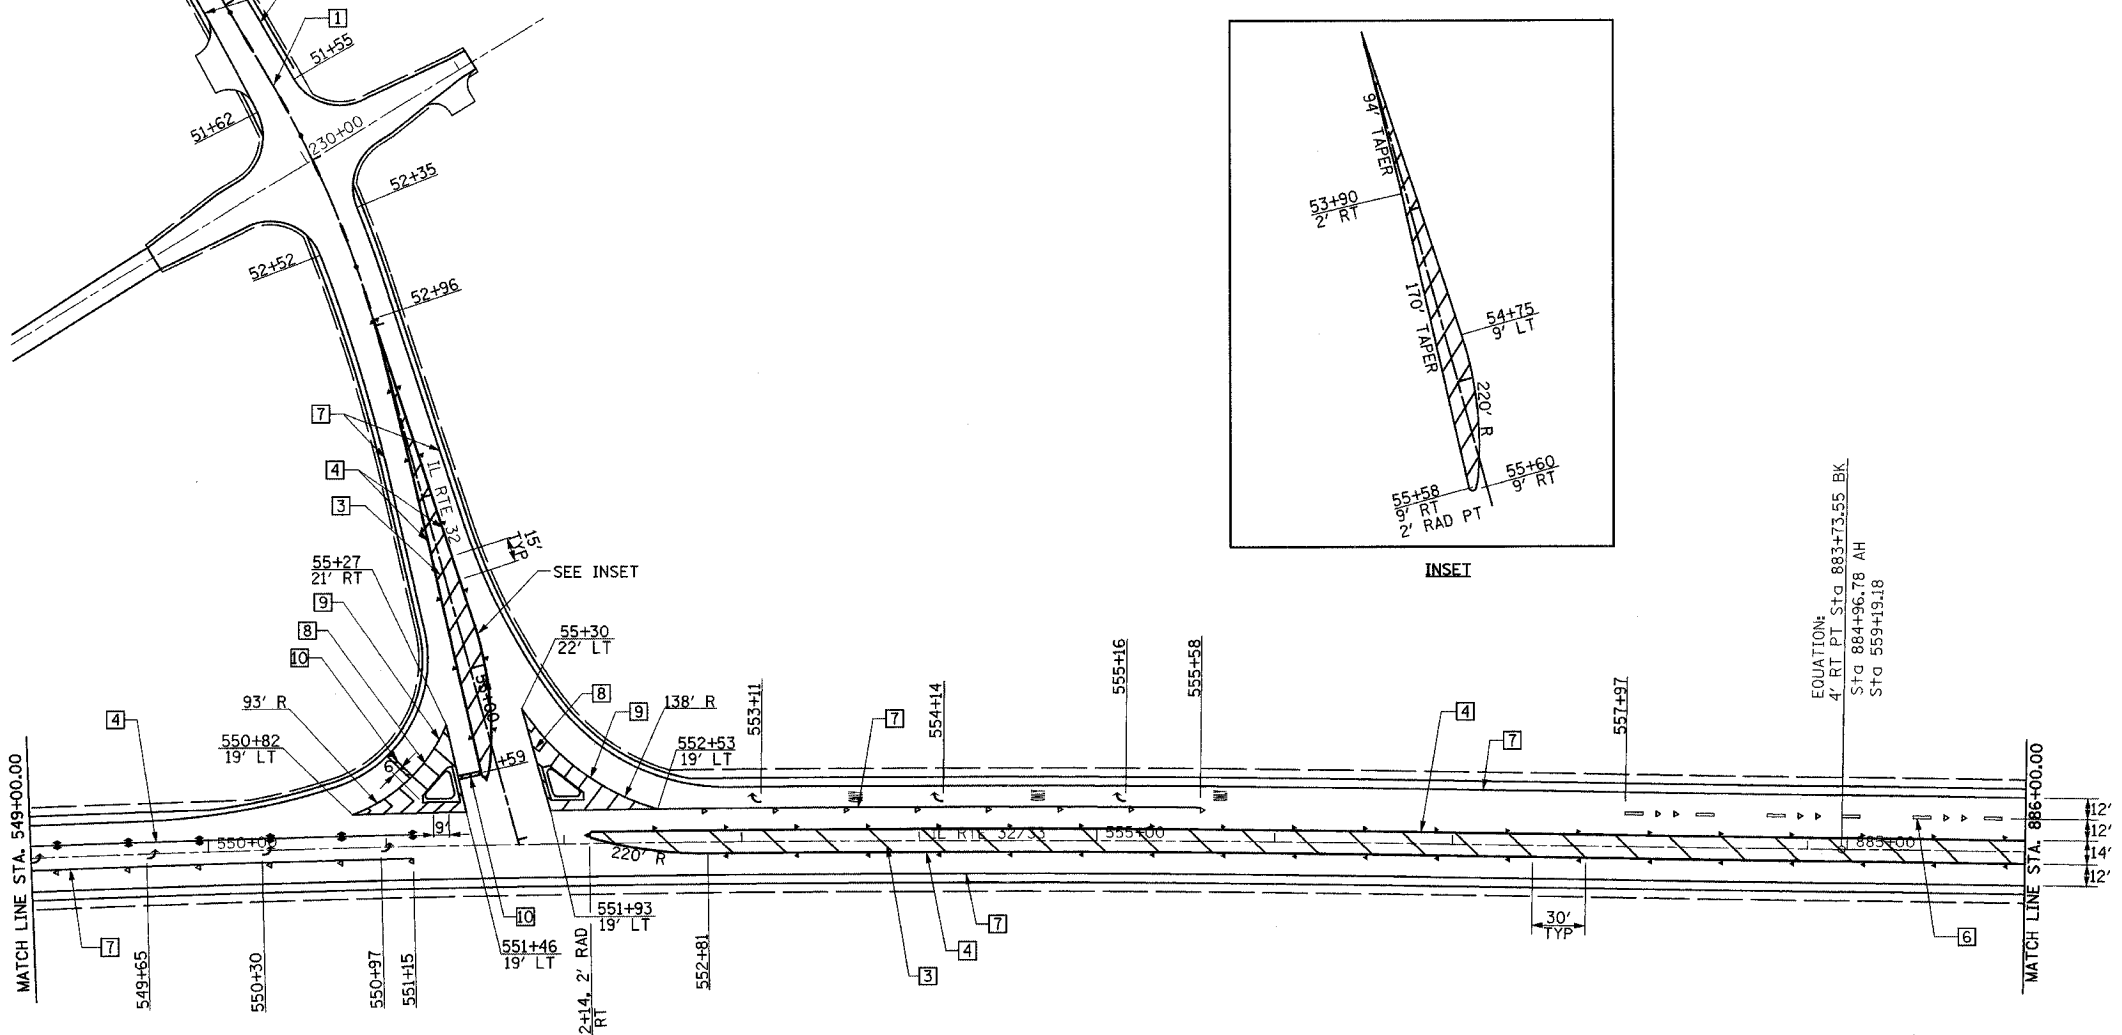 1
51+55
51+62
230+00
52+35
52+52
52+96
7
4
3
IL RTE 32
15'
TYP
55+27
21' RT
SEE INSET
9
8
10
55+30
22' LT
93' R
550+82
19' LT
4
6'
+59
8
9
138' R
552+53
19' LT
553+11
7
554+14
555+16
555+58
4
7
557+97
94' TAPER
53+90
2' RT
170' TAPER
54+75
9' LT
220' R
55+58
9' RT
2' RAD PT
55+60
9' RT
INSET
EQUATION:
4' RT PT Sta 883+73.55 BK
Sta 884+96.78 AH
Sta 559+19.18
MATCH LINE STA. 549+00.00
550+00
9'
220' R
IL RTE 32/33
555+00
885+00
12'
12'
14'
12'
MATCH LINE STA. 886+00.00
7
549+65
550+30
550+97
551+15
10
551+46
19' LT
551+93
19' LT
2+14, 2' RAD
RT
552+81
4
7
3
30'
TYP
6